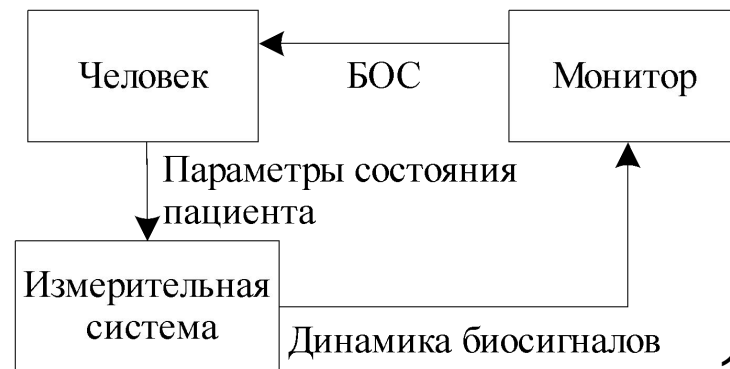 Человек
БОС
Монитор
Параметры состояния
пациента
Измерительная
система
Динамика биосигналов